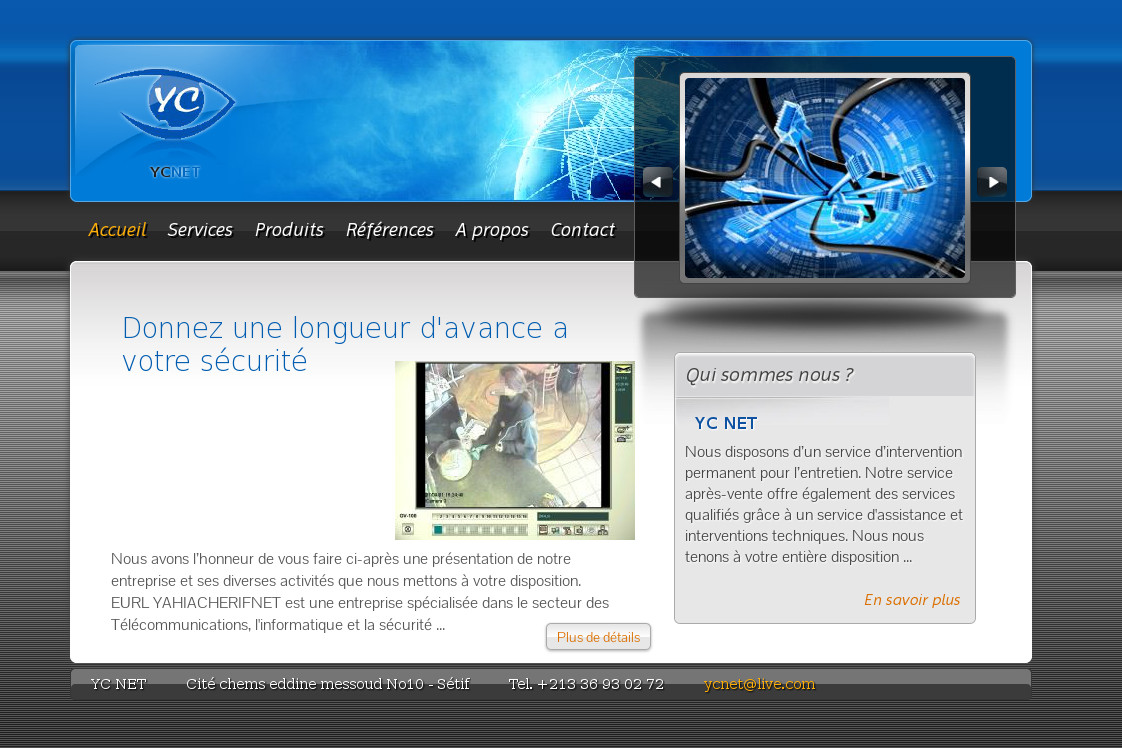 YC
YCNET
Accueil Services Produits Références A propos Contact
Donnez une longueur d'avance a
votre sécurité
Nous avons l'honneur de vous faire ci-après une présentation de notre
entreprise et ses diverses activités que nous mettons à votre disposition.
EURL YAHIACHERIFNET est une entreprise spécialisée dans le secteur des
Télécommunications, l'informatique et la sécurité ...
Plus de détails
Qui sommes nous ?
YC NET
Nous disposons d'un service d'intervention
permanent pour l'entretien. Notre service
après-vente offre également des services
qualifiés grâce à un service d'assistance et
interventions techniques. Nous nous
tenons à votre entière disposition ...
En savoir plus
YC NET Cité chems eddine messoud No10 - Sétif Tel. +213 36 93 02 72 ycnet@live.com